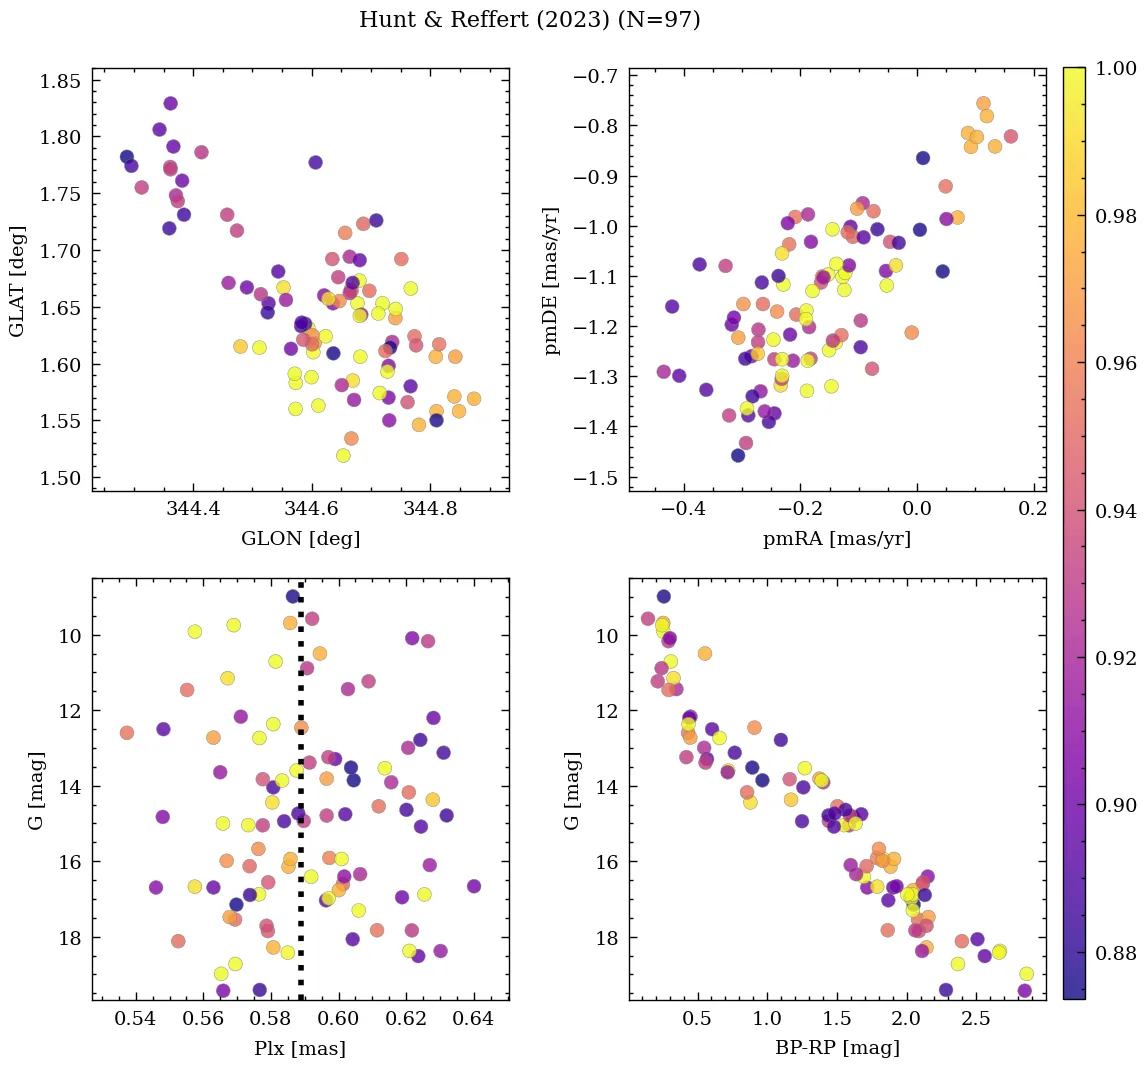 Hunt & Reffert (2023) (N=97)
1.85
1.80
1.75
1.70
1.65
1.60
1.55
1.50
GLAT [deg]
344.4 344.6 344.8
GLON [deg]
−0.7
−0.8
−0.9
−1.0
−1.1
−1.2
−1.3
−1.4
−1.5
pmDE [mas/yr]
−0.4 −0.2 0.0 0.2
pmRA [mas/yr]
10
12
14
16
18
G [mag]
0.54 0.56 0.58 0.60 0.62 0.64
Plx [mas]
10
12
14
16
18
G [mag]
0.5 1.0 1.5 2.0 2.5
BP-RP [mag]
1.00
0.98
0.96
0.94
0.92
0.90
0.88